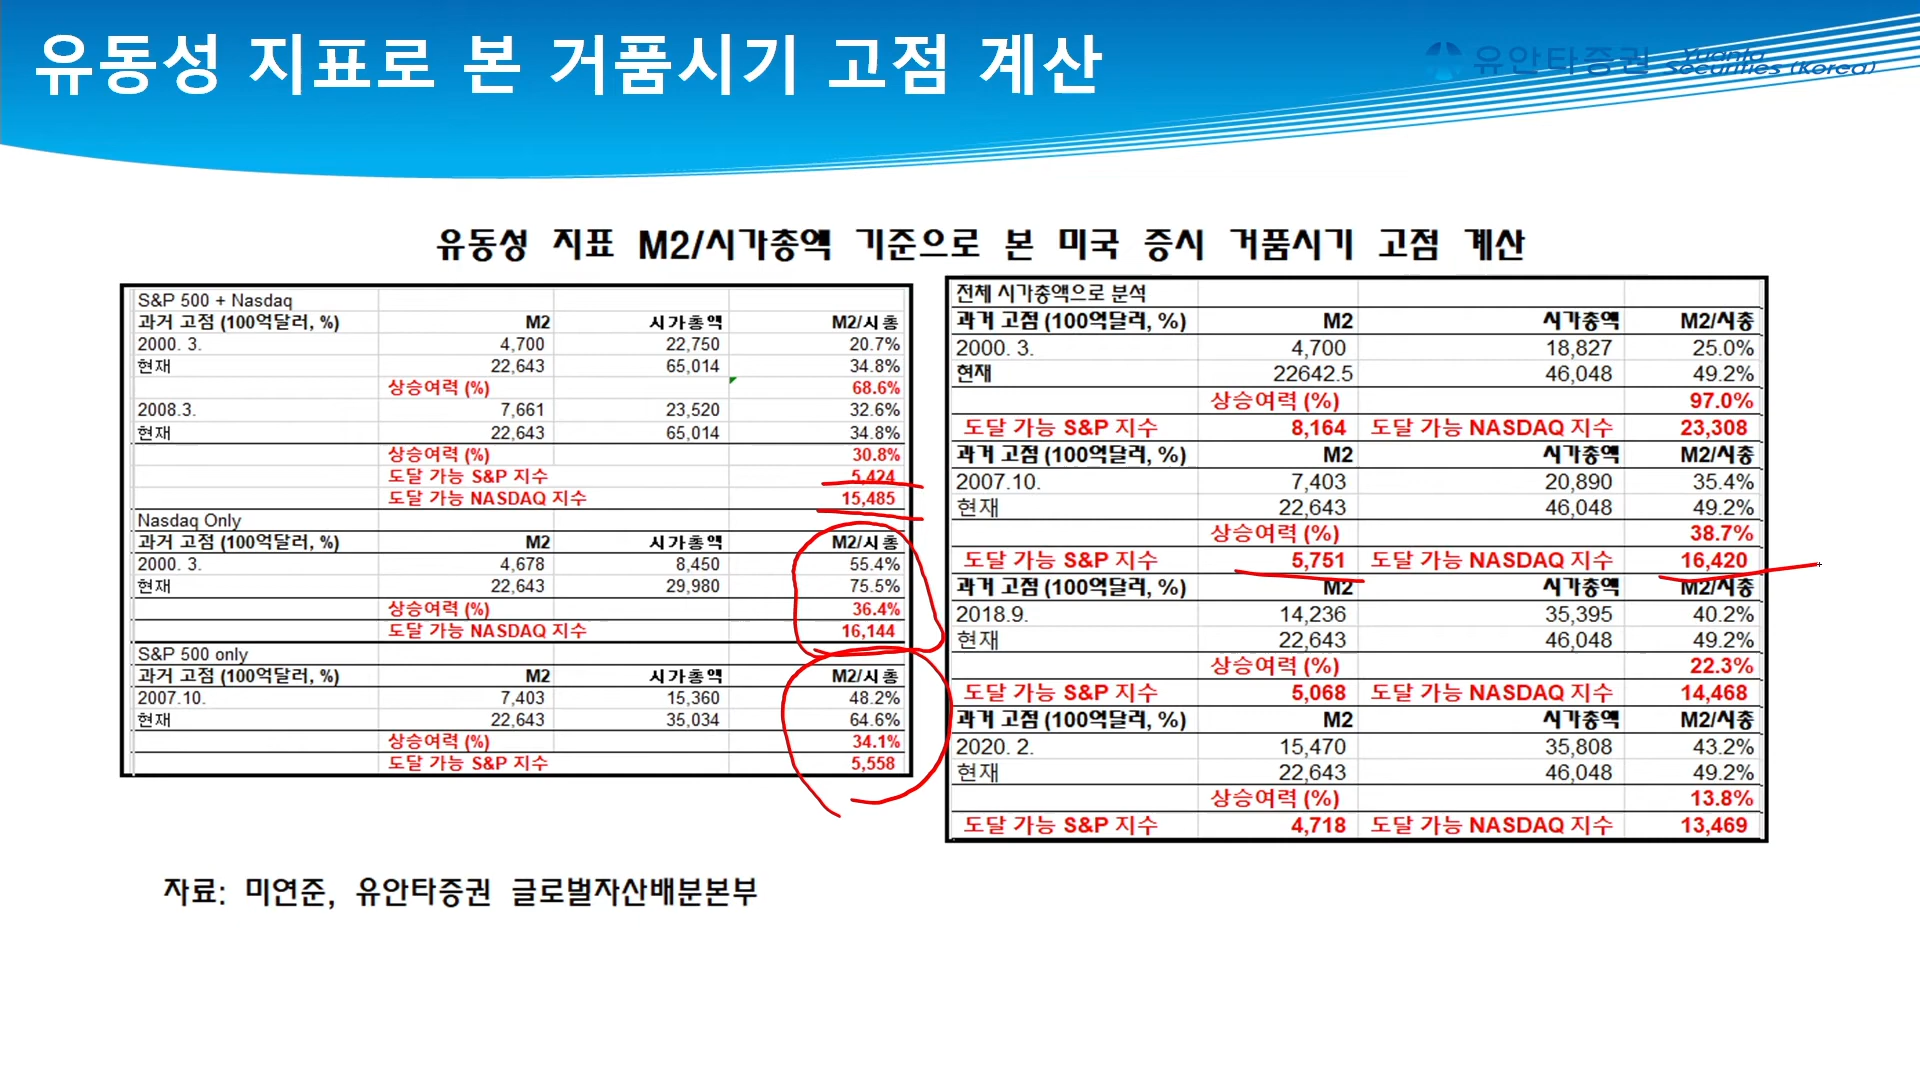 유동성 지표로 본 거품시기 고점 계산
유안타증권 Yuanta Securities (Korea)
유동성 지표 M2/시가총액 기준으로 본 미국 증시 거품시기 고점 계산
S&P 500 + Nasdaq
과거 고점 (100억달러, %) M2 시가총액 M2/시총
2000. 3. 4,700 22,750 20.7%
현재 22,643 65,014 34.8%
상승여력 (%) 68.6%
2008.3. 7,661 23,520 32.6%
현재 22,643 65,014 34.8%
상승여력 (%) 30.8%
도달 가능 S&P 지수 5,424
도달 가능 NASDAQ 지수 15,485
Nasdaq Only
과거 고점 (100억달러, %) M2 시가총액 M2/시총
2000. 3. 4,678 8,450 55.4%
현재 22,643 29,980 75.5%
상승여력 (%) 36.4%
도달 가능 NASDAQ 지수 16,144
S&P 500 only
과거 고점 (100억달러, %) M2 시가총액 M2/시총
2007.10. 7,403 15,360 48.2%
현재 22,643 35,034 64.6%
상승여력 (%) 34.1%
도달 가능 S&P 지수 5,558
전체 시가총액으로 분석
과거 고점 (100억달러, %) M2 시가총액 M2/시총
2000. 3. 4,700 18,827 25.0%
현재 22642.5 46,048 49.2%
상승여력 (%) 97.0%
도달 가능 S&P 지수 8,164 도달 가능 NASDAQ 지수 23,308
과거 고점 (100억달러, %) M2 시가총액 M2/시총
2007.10. 7,403 20,890 35.4%
현재 22,643 46,048 49.2%
상승여력 (%) 38.7%
도달 가능 S&P 지수 5,751 도달 가능 NASDAQ 지수 16,420
과거 고점 (100억달러, %) M2 시가총액 M2/시총
2018.9. 14,236 35,395 40.2%
현재 22,643 46,048 49.2%
상승여력 (%) 22.3%
도달 가능 S&P 지수 5,068 도달 가능 NASDAQ 지수 14,468
과거 고점 (100억달러, %) M2 시가총액 M2/시총
2020. 2. 15,470 35,808 43.2%
현재 22,643 46,048 49.2%
상승여력 (%) 13.8%
도달 가능 S&P 지수 4,718 도달 가능 NASDAQ 지수 13,469
자료: 미연준, 유안타증권 글로벌자산배분본부